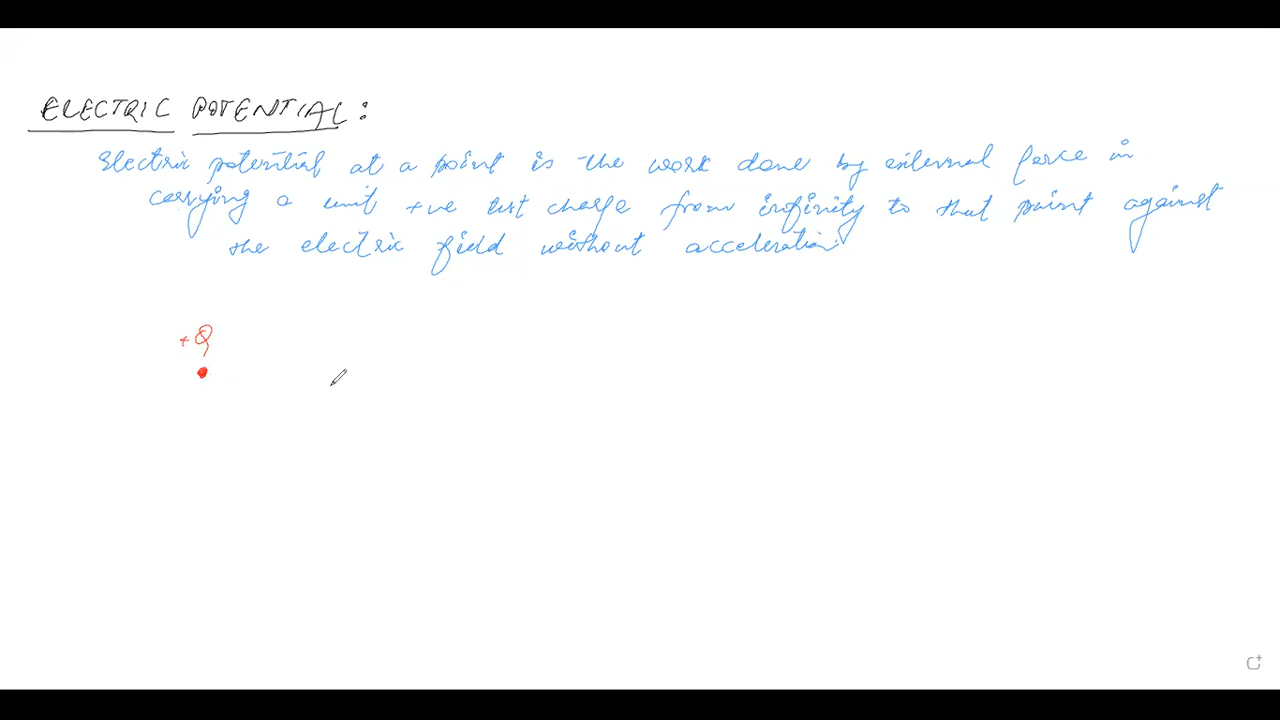 ELECTRIC POTENTIAL:
Electric potential at a point is the work done by external force in
carrying a unit +ve test charge from infinity to that point against
the electric field without acceleration.
+Q